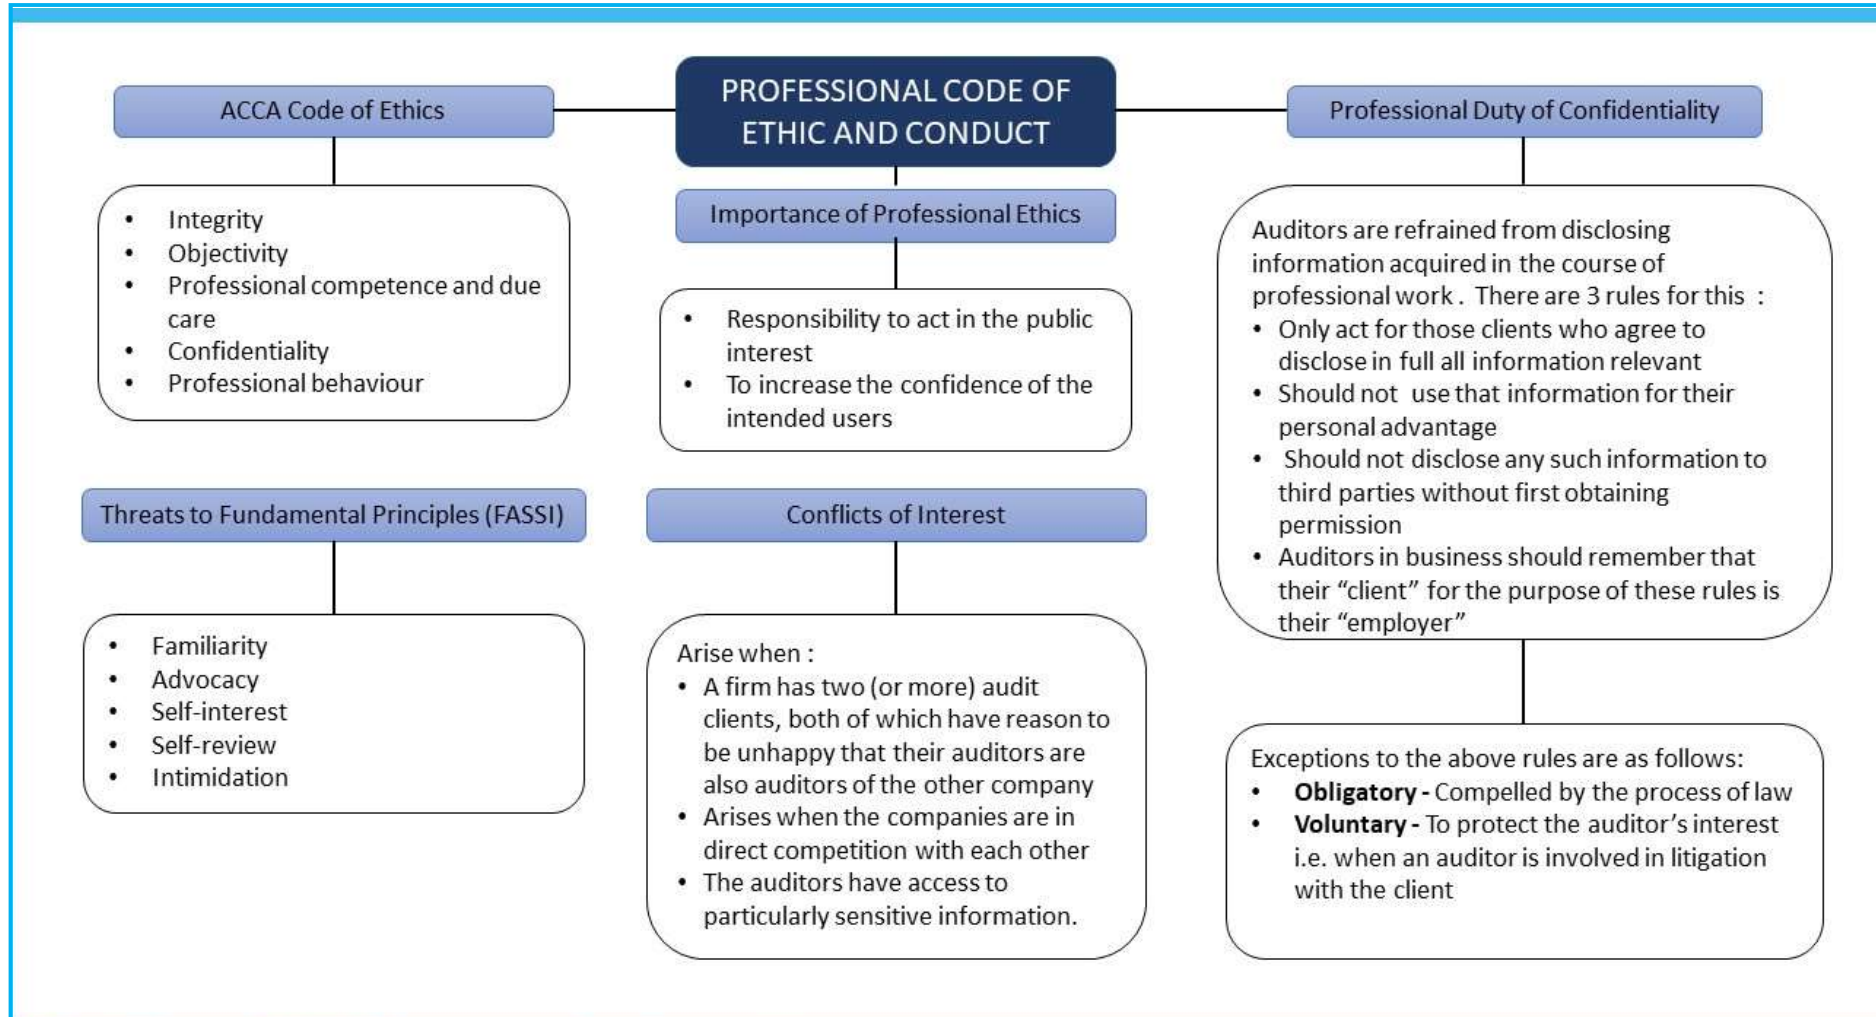 PROFESSIONAL CODE OF
ETHIC AND CONDUCT
ACCA Code of Ethics
• Integrity
• Objectivity
• Professional competence and due
care
• Confidentiality
• Professional behaviour
Importance of Professional Ethics
• Responsibility to act in the public
interest
• To increase the confidence of the
intended users
Professional Duty of Confidentiality
Auditors are refrained from disclosing
information acquired in the course of
professional work . There are 3 rules for this :
• Only act for those clients who agree to
disclose in full all information relevant
• Should not use that information for their
personal advantage
• Should not disclose any such information to
third parties without first obtaining
permission
• Auditors in business should remember that
their “client” for the purpose of these rules is
their “employer”
Exceptions to the above rules are as follows:
• Obligatory - Compelled by the process of law
• Voluntary - To protect the auditor’s interest
i.e. when an auditor is involved in litigation
with the client
Threats to Fundamental Principles (FASSI)
• Familiarity
• Advocacy
• Self-interest
• Self-review
• Intimidation
Conflicts of Interest
Arise when :
• A firm has two (or more) audit
clients, both of which have reason to
be unhappy that their auditors are
also auditors of the other company
• Arises when the companies are in
direct competition with each other
• The auditors have access to
particularly sensitive information.